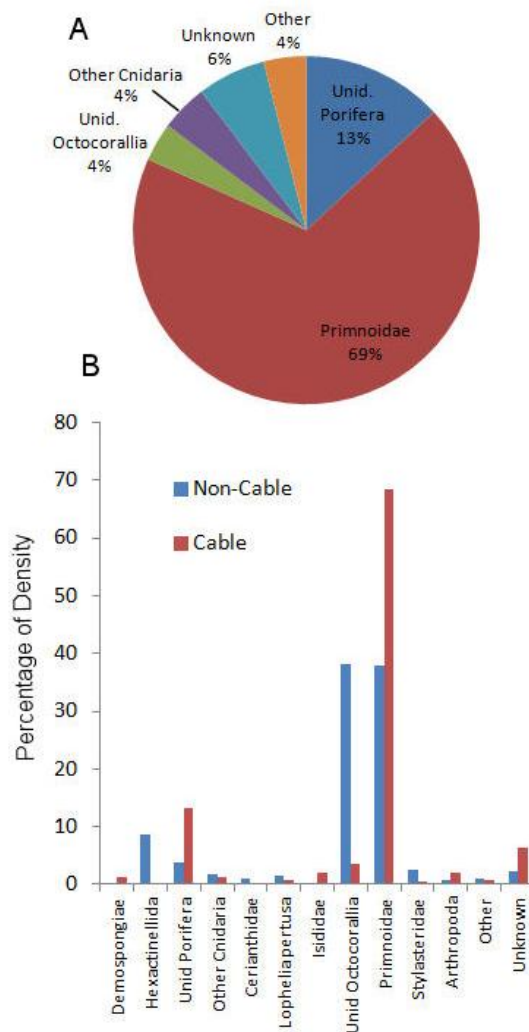 A
Unknown
6%
Other
4%
Other Cnidaria
4%
Unid.
Octocorallia
4%
Unid.
Porifera
13%
Primnoidae
69%
B
80
70
60
50
40
30
20
10
0
Percentage of Density
Non-Cable
Cable
Demospongiae
Hexactinellida
Unid Porifera
Other Cnidaria
Cerianthidae
Lopheliapertusa
Isididae
Unid Octocorallia
Primnoidae
Stylasteridae
Arthropoda
Other
Unknown